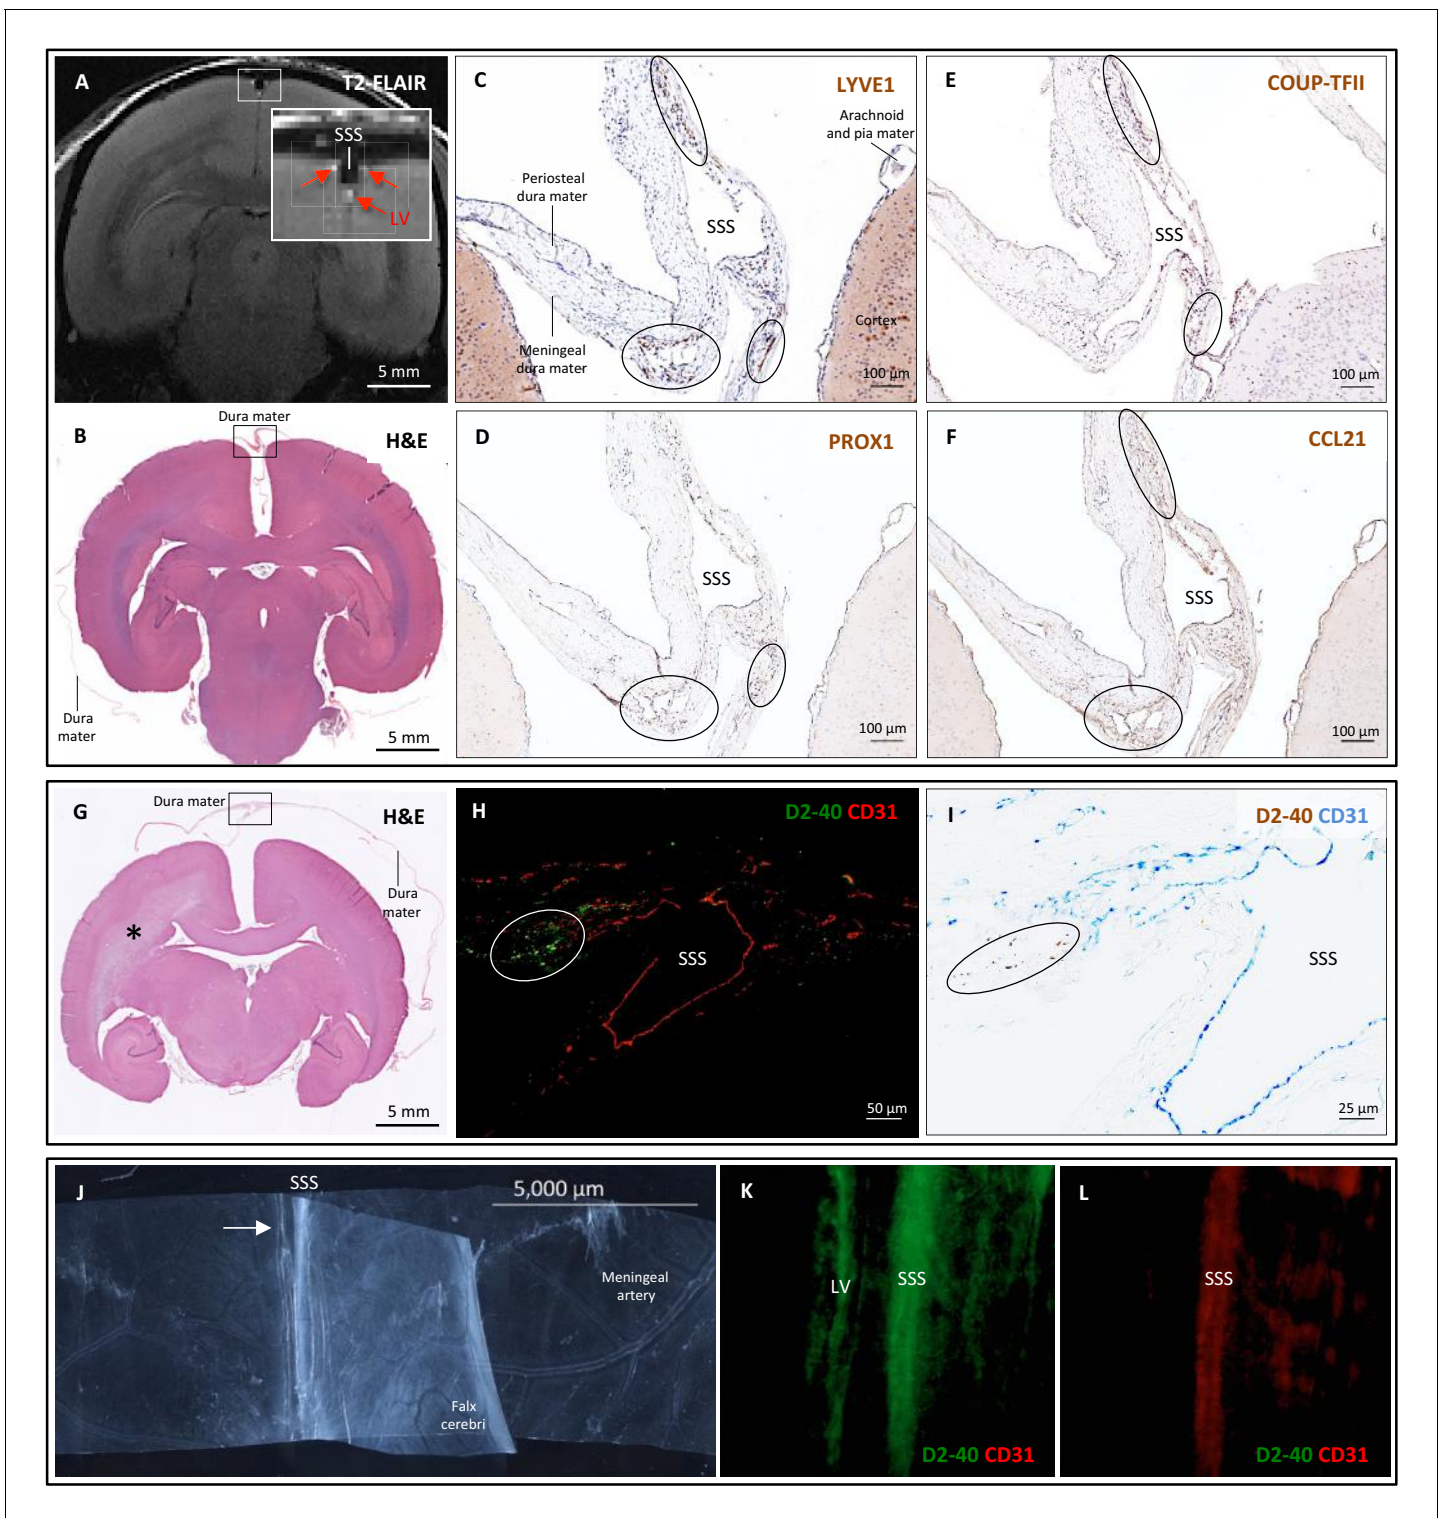 A
T2-FLAIR
SSS
LV
5 mm
B
Dura mater
H&E
Dura
mater
5 mm
C
LYVE1
Arachnoid
and pia mater
Periosteal
dura mater
SSS
Cortex
Meningeal
dura mater
100 µm
D
PROX1
SSS
100 µm
E
COUP-TFII
SSS
100 µm
F
CCL21
SSS
100 µm
G
Dura mater
H&E
Dura
mater
*
5 mm
H
D2-40 CD31
SSS
50 µm
I
D2-40 CD31
SSS
25 µm
J
SSS
5,000 µm
Meningeal
artery
Falx
cerebri
K
LV
SSS
D2-40 CD31
L
SSS
D2-40 CD31